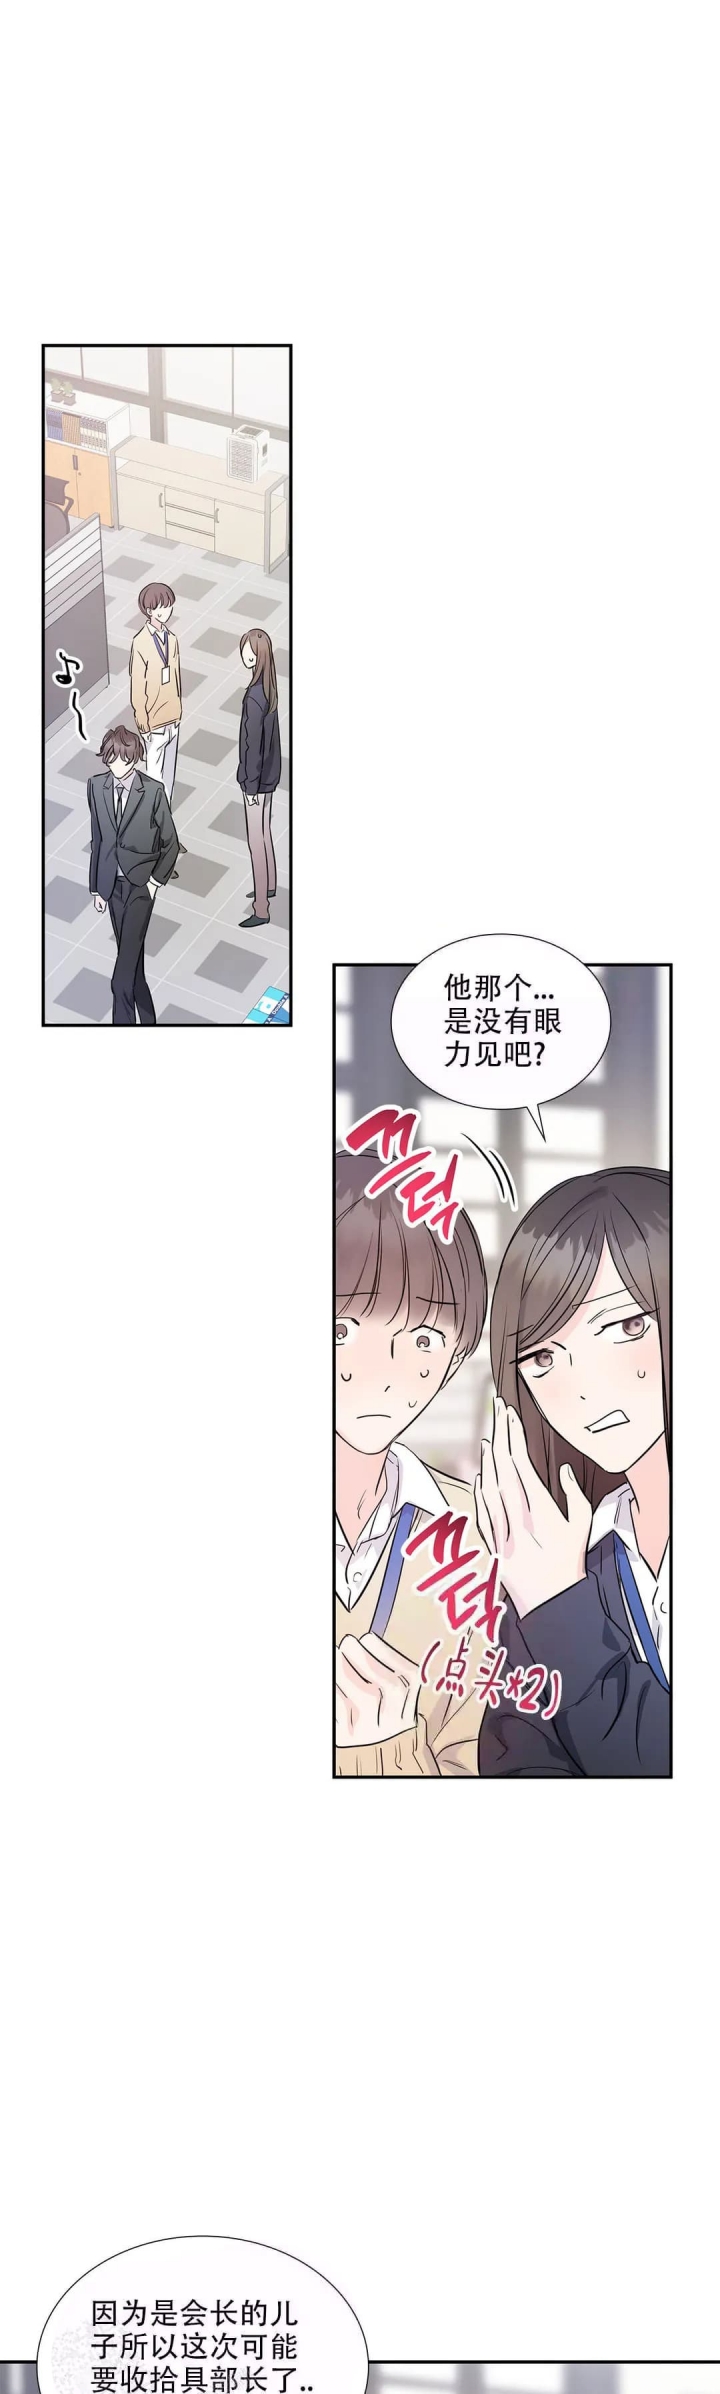 他那个...
是没有眼
力见吧?
끄덕
끄덕
(点头*2)
因为是会长的儿
子所以这次可能
要收拾具部长了..